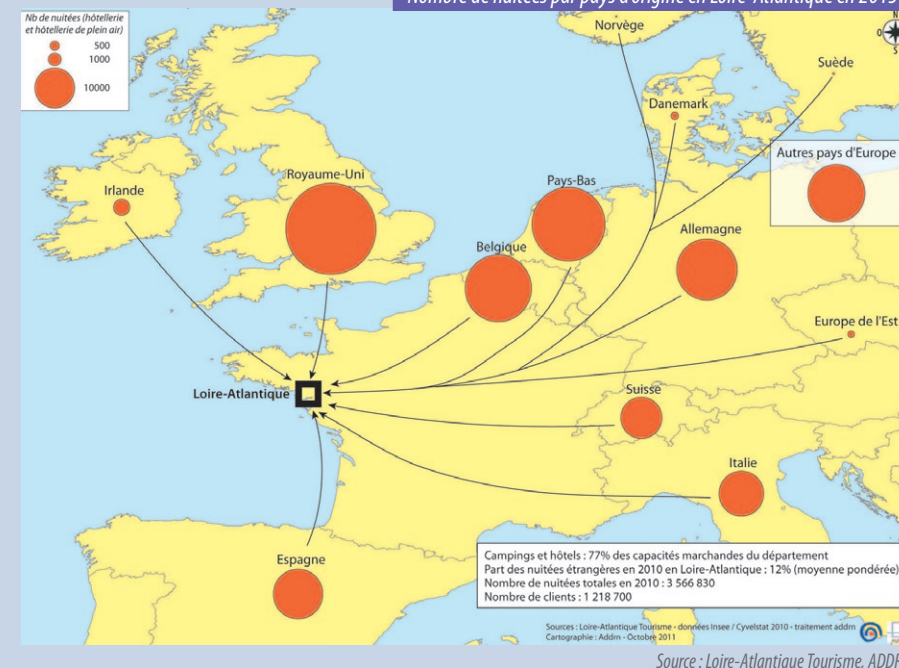 Nombre de nuitées par pays d'origine en Loire-Atlantique en 2015
Nb de nuitées (hôtellerie
et hôtellerie de plein air)
500
1000
10000
N
O
S
Norvège
Suède
Danemark
Autres pays d'Europe
Irlande
Royaume-Uni
Pays-Bas
Belgique
Allemagne
Europe de l'Est
Loire-Atlantique
Suisse
Italie
Espagne
Campings et hôtels : 77% des capacités marchandes du département
Part des nuitées étrangères en 2010 en Loire-Atlantique : 12% (moyenne pondérée)
Nombre de nuitées totales en 2010 : 3 566 830
Nombre de clients : 1 218 700
Sources : Loire-Atlantique Tourisme - données Insee / Cyvelstat 2010 - traitement addrn
Cartographie : Addrn - Octobre 2011
Source : Loire-Atlantique Tourisme, ADDR